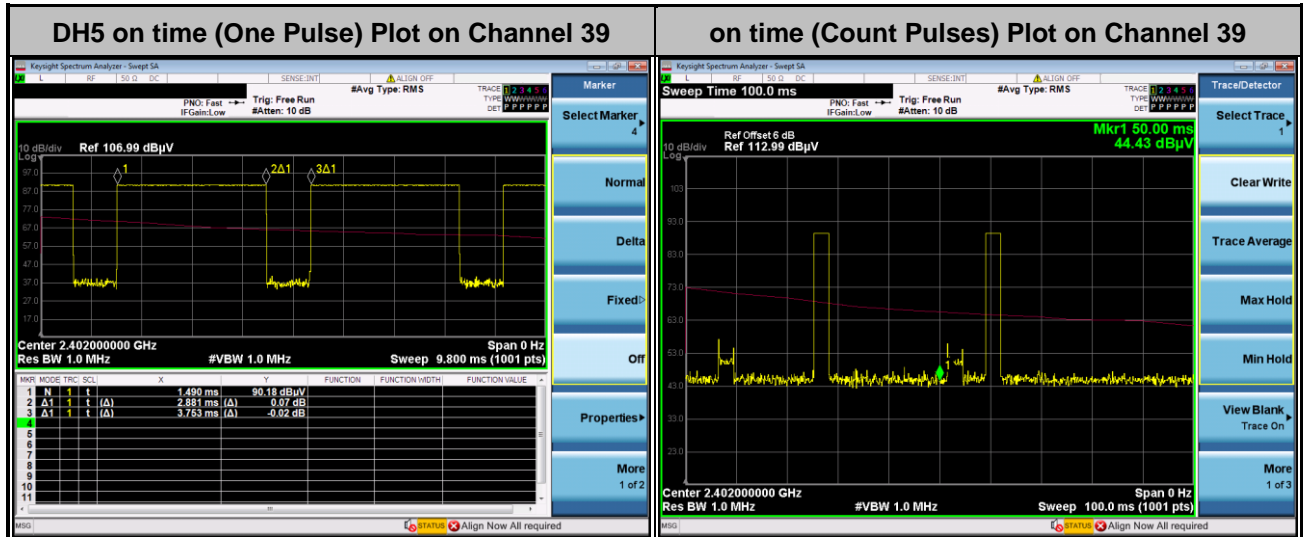 DH5 on time (One Pulse) Plot on Channel 39
on time (Count Pulses) Plot on Channel 39
Keysight Spectrum Analyzer - Swept SA
L RF 50 Ω DC SENSE:INT ALIGN OFF
#Avg Type: RMS
TRACE 1 2 3 4 5 6
PNO: Fast Trig: Free Run TYPE WWWWWW
IFGain:Low #Atten: 10 dB DET P P P P P P
10 dB/div Ref 106.99 dBµV
Log
97.0
87.0
77.0
67.0
57.0
47.0
37.0
27.0
17.0
1
2Δ1
3Δ1
Center 2.402000000 GHz Span 0 Hz
Res BW 1.0 MHz #VBW 1.0 MHz Sweep 9.800 ms (1001 pts)
MKR MODE TRC SCL X Y FUNCTION FUNCTION WIDTH FUNCTION VALUE
1 N 1 t 1.490 ms 90.18 dBµV
2 Δ1 1 t (Δ) 2.881 ms (Δ) 0.07 dB
3 Δ1 1 t (Δ) 3.753 ms (Δ) -0.02 dB
4
5
6
7
8
9
10
11
MSG STATUS Align Now All required
Marker
Select Marker
4
Normal
Delta
Fixed
Off
Properties
More
1 of 2
Keysight Spectrum Analyzer - Swept SA
L RF 50 Ω DC SENSE:INT ALIGN OFF
Sweep Time 100.0 ms #Avg Type: RMS
TRACE 1 2 3 4 5 6
PNO: Fast Trig: Free Run TYPE WWWWWW
IFGain:Low #Atten: 10 dB DET P P P P P P
Mkr1 50.00 ms
Ref Offset 6 dB
10 dB/div Ref 112.99 dBµV 44.43 dBµV
Log
103
93.0
83.0
73.0
63.0
53.0
43.0
33.0
23.0
1
Center 2.402000000 GHz Span 0 Hz
Res BW 1.0 MHz #VBW 1.0 MHz Sweep 100.0 ms (1001 pts)
MSG STATUS Align Now All required
Trace/Detector
Select Trace
1
Clear Write
Trace Average
Max Hold
Min Hold
View Blank
Trace On
More
1 of 3